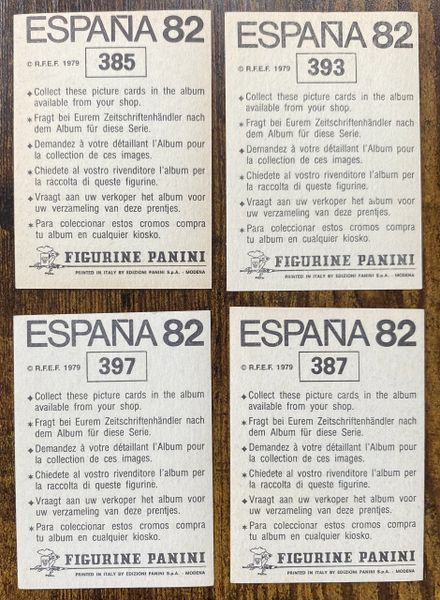 ESPAÑA 82
© R.F.E.F. 1979 385
✦ Collect these picture cards in the album
available from your shop.
✶ Fragt bei Eurem Zeitschriftenhändler nach
dem Album für diese Serie.
✦ Demandez à votre détaillant l'Album pour
la collection de ces images.
✶ Chiedete al vostro rivenditore l'album per
la raccolta di queste figurine.
✦ Vraagt aan uw verkoper het album voor
uw verzameling van deze prentjes.
✶ Para coleccionar estos cromos compra
tu album en cualquier kiosko.
FIGURINE PANINI
PRINTED IN ITALY BY EDIZIONI PANINI S.p.A. - MODENA
ESPAÑA 82
© R.F.E.F. 1979 393
✦ Collect these picture cards in the album
available from your shop.
✶ Fragt bei Eurem Zeitschriftenhändler nach
dem Album für diese Serie.
✦ Demandez à votre détaillant l'Album pour
la collection de ces images.
✶ Chiedete al vostro rivenditore l'album per
la raccolta di queste figurine.
✦ Vraagt aan uw verkoper het album voor
uw verzameling van deze prentjes.
✶ Para coleccionar estos cromos compra
tu album en cualquier kiosko.
FIGURINE PANINI
PRINTED IN ITALY BY EDIZIONI PANINI S.p.A. - MODENA
ESPAÑA 82
© R.F.E.F. 1979 397
✦ Collect these picture cards in the album
available from your shop.
✶ Fragt bei Eurem Zeitschriftenhändler nach
dem Album für diese Serie.
✦ Demandez à votre détaillant l'Album pour
la collection de ces images.
✶ Chiedete al vostro rivenditore l'album per
la raccolta di queste figurine.
✦ Vraagt aan uw verkoper het album voor
uw verzameling van deze prentjes.
✶ Para coleccionar estos cromos compra
tu album en cualquier kiosko.
FIGURINE PANINI
PRINTED IN ITALY BY EDIZIONI PANINI S.p.A. - MODENA
ESPAÑA 82
© R.F.E.F. 1979 387
✦ Collect these picture cards in the album
available from your shop.
✶ Fragt bei Eurem Zeitschriftenhändler nach
dem Album für diese Serie.
✦ Demandez à votre détaillant l'Album pour
la collection de ces images.
✶ Chiedete al vostro rivenditore l'album per
la raccolta di queste figurine.
✦ Vraagt aan uw verkoper het album voor
uw verzameling van deze prentjes.
✶ Para coleccionar estos cromos compra
tu album en cualquier kiosko.
FIGURINE PANINI
PRINTED IN ITALY BY EDIZIONI PANINI S.p.A. - MODENA